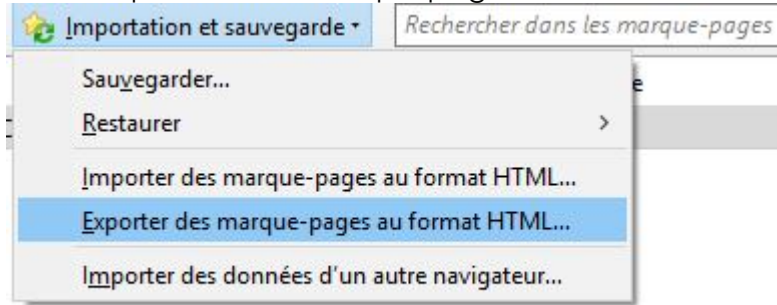 Importation et sauvegarde
Rechercher dans les marque-pages
Sauvegarder...
Restaurer
Importer des marque-pages au format HTML...
Exporter des marque-pages au format HTML...
Importer des données d'un autre navigateur...